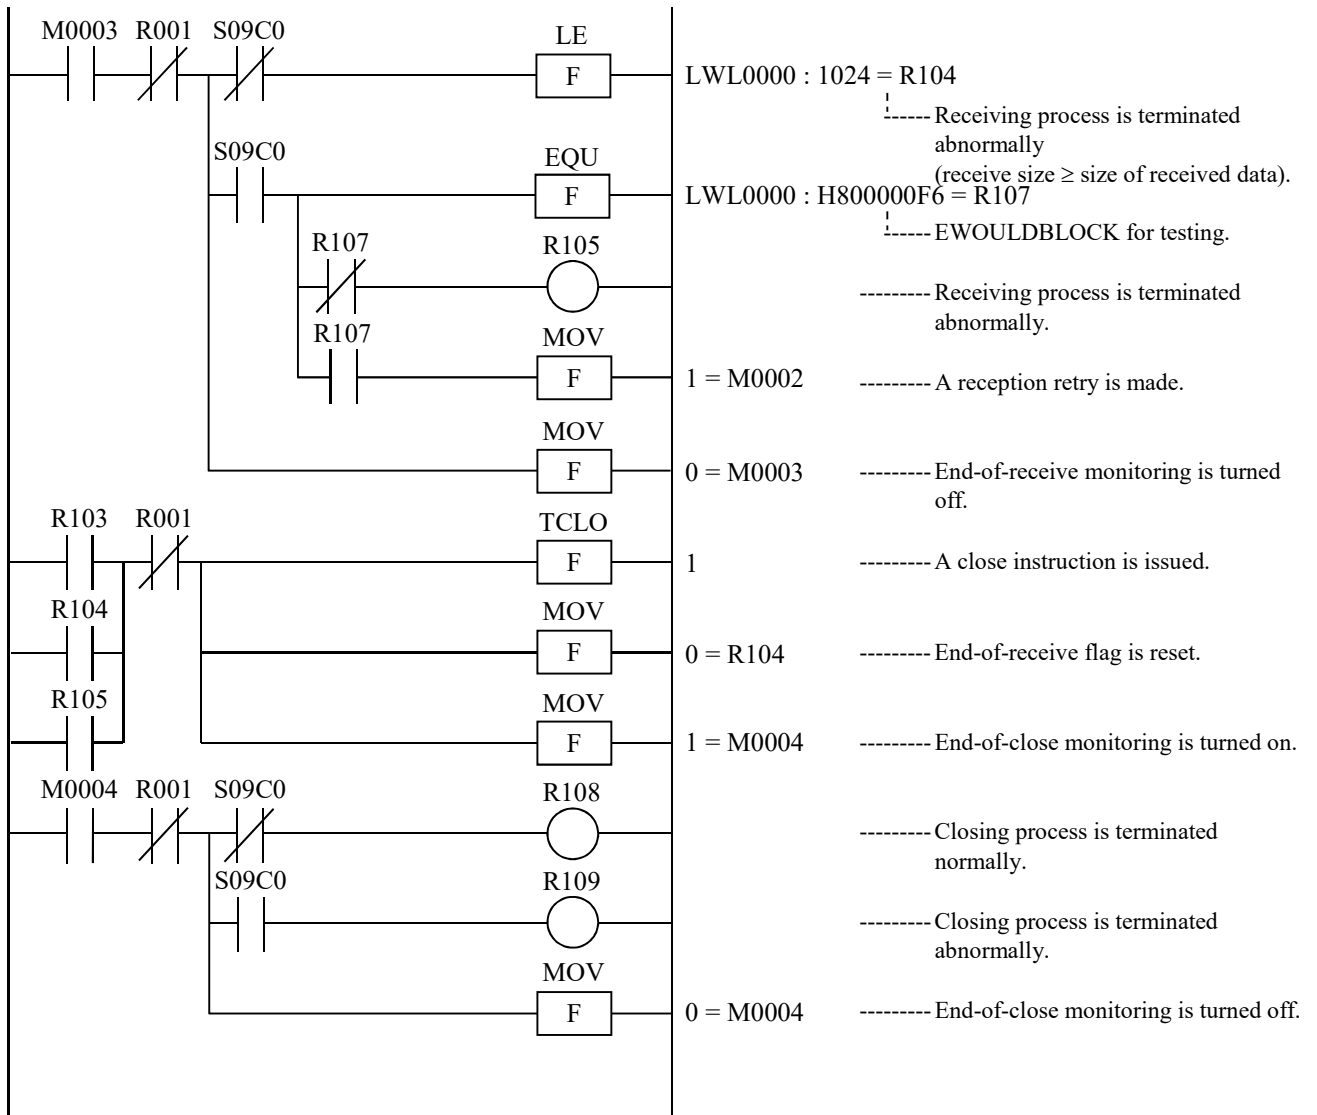 M0003 R001 S09C0 LE
F LWL0000 : 1024 = R104
------ Receiving process is terminated
abnormally
(receive size ≥ size of received data).
S09C0 EQU
F LWL0000 : H800000F6 = R107
------ EWOULDBLOCK for testing.
R107 R105
--------- Receiving process is terminated
abnormally.
R107 MOV
F 1 = M0002 --------- A reception retry is made.
MOV
F 0 = M0003 --------- End-of-receive monitoring is turned
off.
R103 R001 TCLO
F 1 --------- A close instruction is issued.
R104 MOV
F 0 = R104 --------- End-of-receive flag is reset.
R105 MOV
F 1 = M0004 --------- End-of-close monitoring is turned on.
M0004 R001 S09C0 R108
--------- Closing process is terminated
normally.
S09C0 R109
--------- Closing process is terminated
abnormally.
MOV
F 0 = M0004 --------- End-of-close monitoring is turned off.